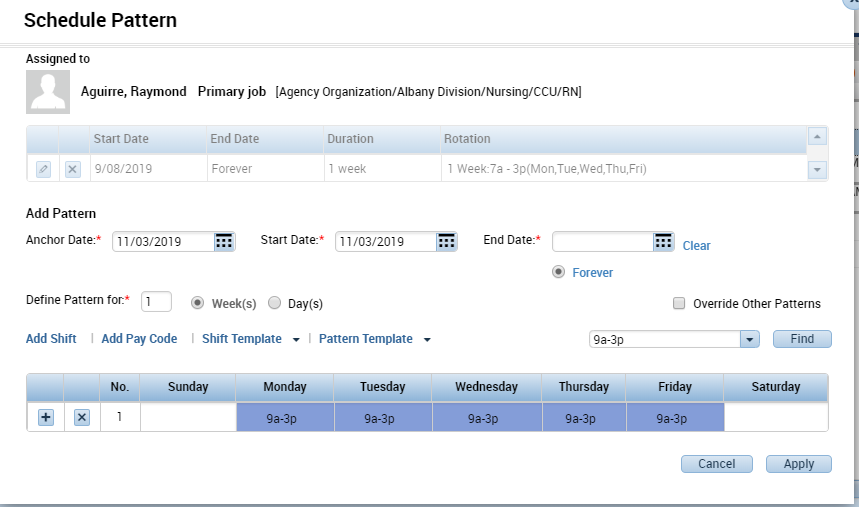 Schedule Pattern
Assigned to
Aguirre, Raymond Primary job [Agency Organization/Albany Division/Nursing/CCU/RN]
Start Date End Date Duration Rotation
9/08/2019 Forever 1 week 1 Week:7a - 3p(Mon,Tue,Wed,Thu,Fri)
Add Pattern
Anchor Date:* 11/03/2019 Start Date:* 11/03/2019 End Date:* Clear
Forever
Define Pattern for:* 1 Week(s) Day(s) Override Other Patterns
Add Shift | Add Pay Code | Shift Template | Pattern Template 9a-3p Find
No. Sunday Monday Tuesday Wednesday Thursday Friday Saturday
1 9a-3p 9a-3p 9a-3p 9a-3p 9a-3p
Cancel Apply